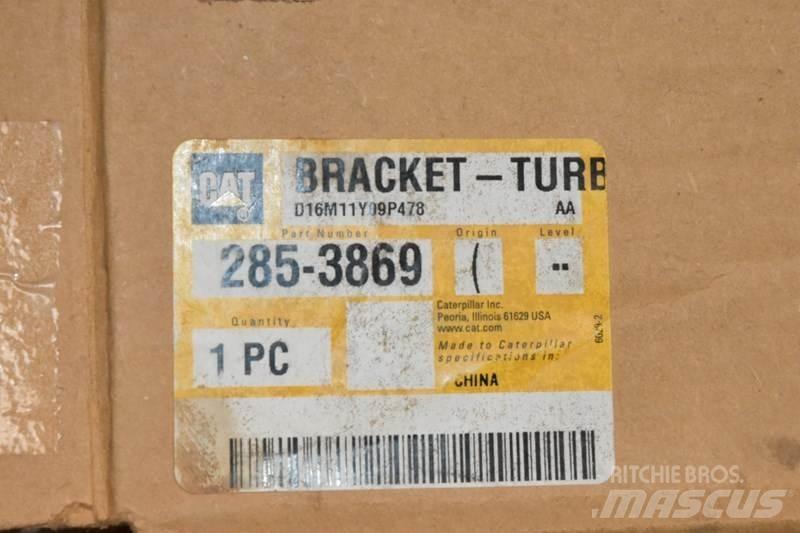 CAT
BRACKET-TURB
D16M11Y09P478 AA
Part Number Origin Level
285-3869 ( --
Caterpillar Inc.
Peoria, Illinois 61629 USA
www.cat.com
Quantity
1 PC
Made to Caterpillar
specifications in:
CHINA
RITCHIE BROS.
MASCUS